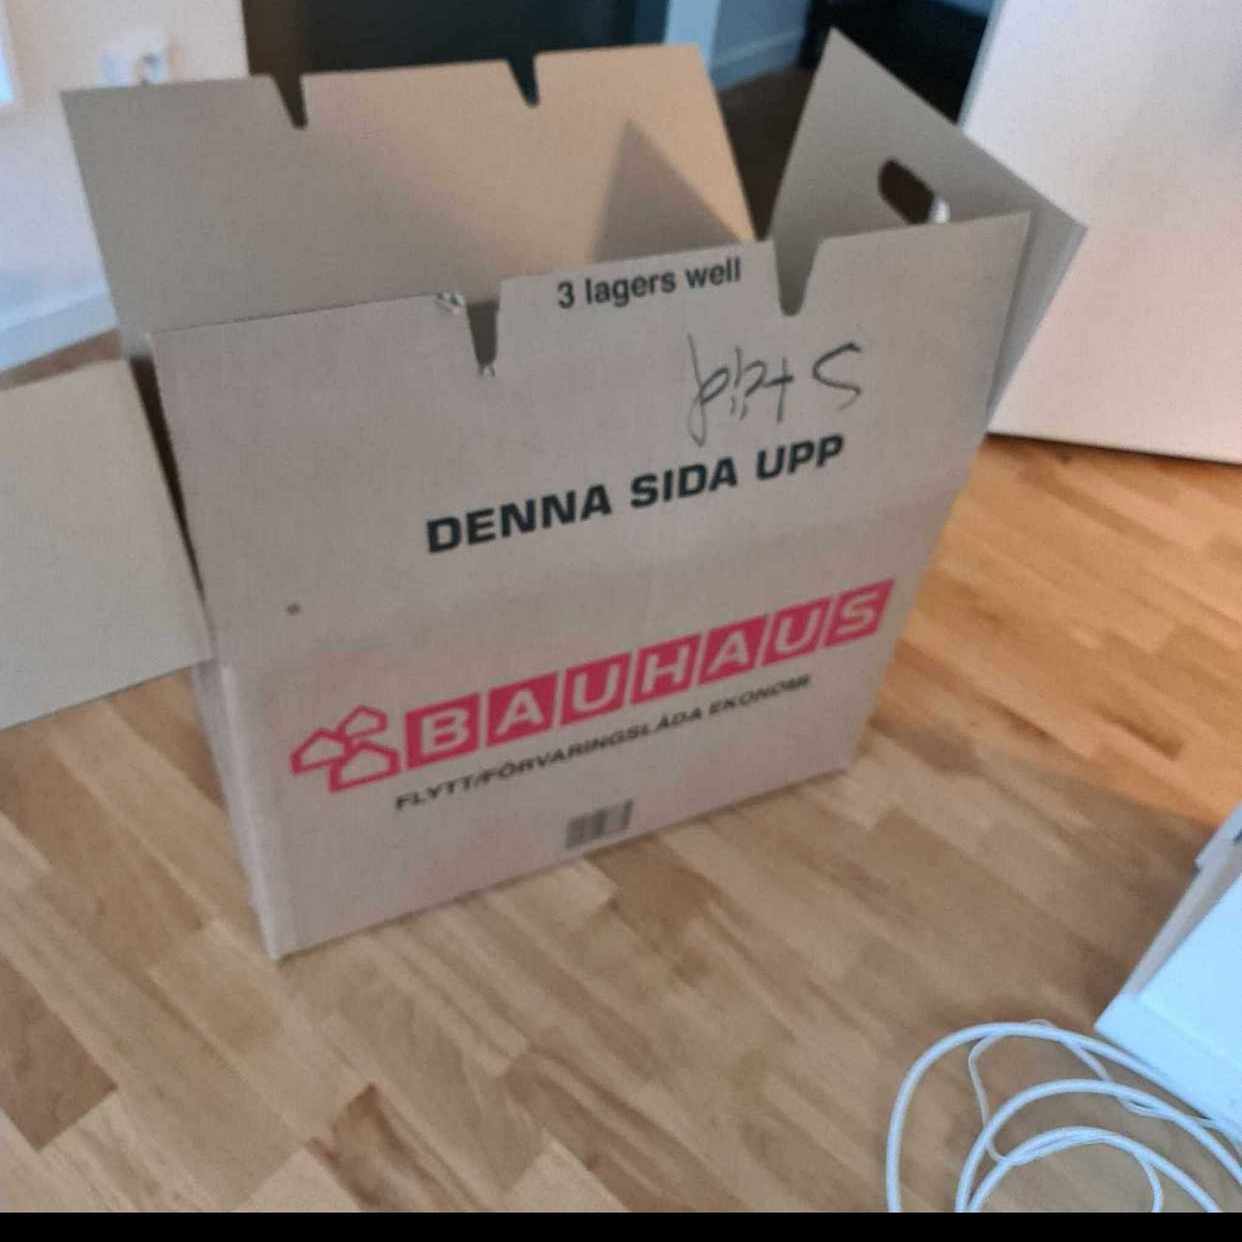 3 lagers well
DENNA SIDA UPP
BAUHAUS
FLYTT/FÖRVARINGSLÅDA EKONOMI